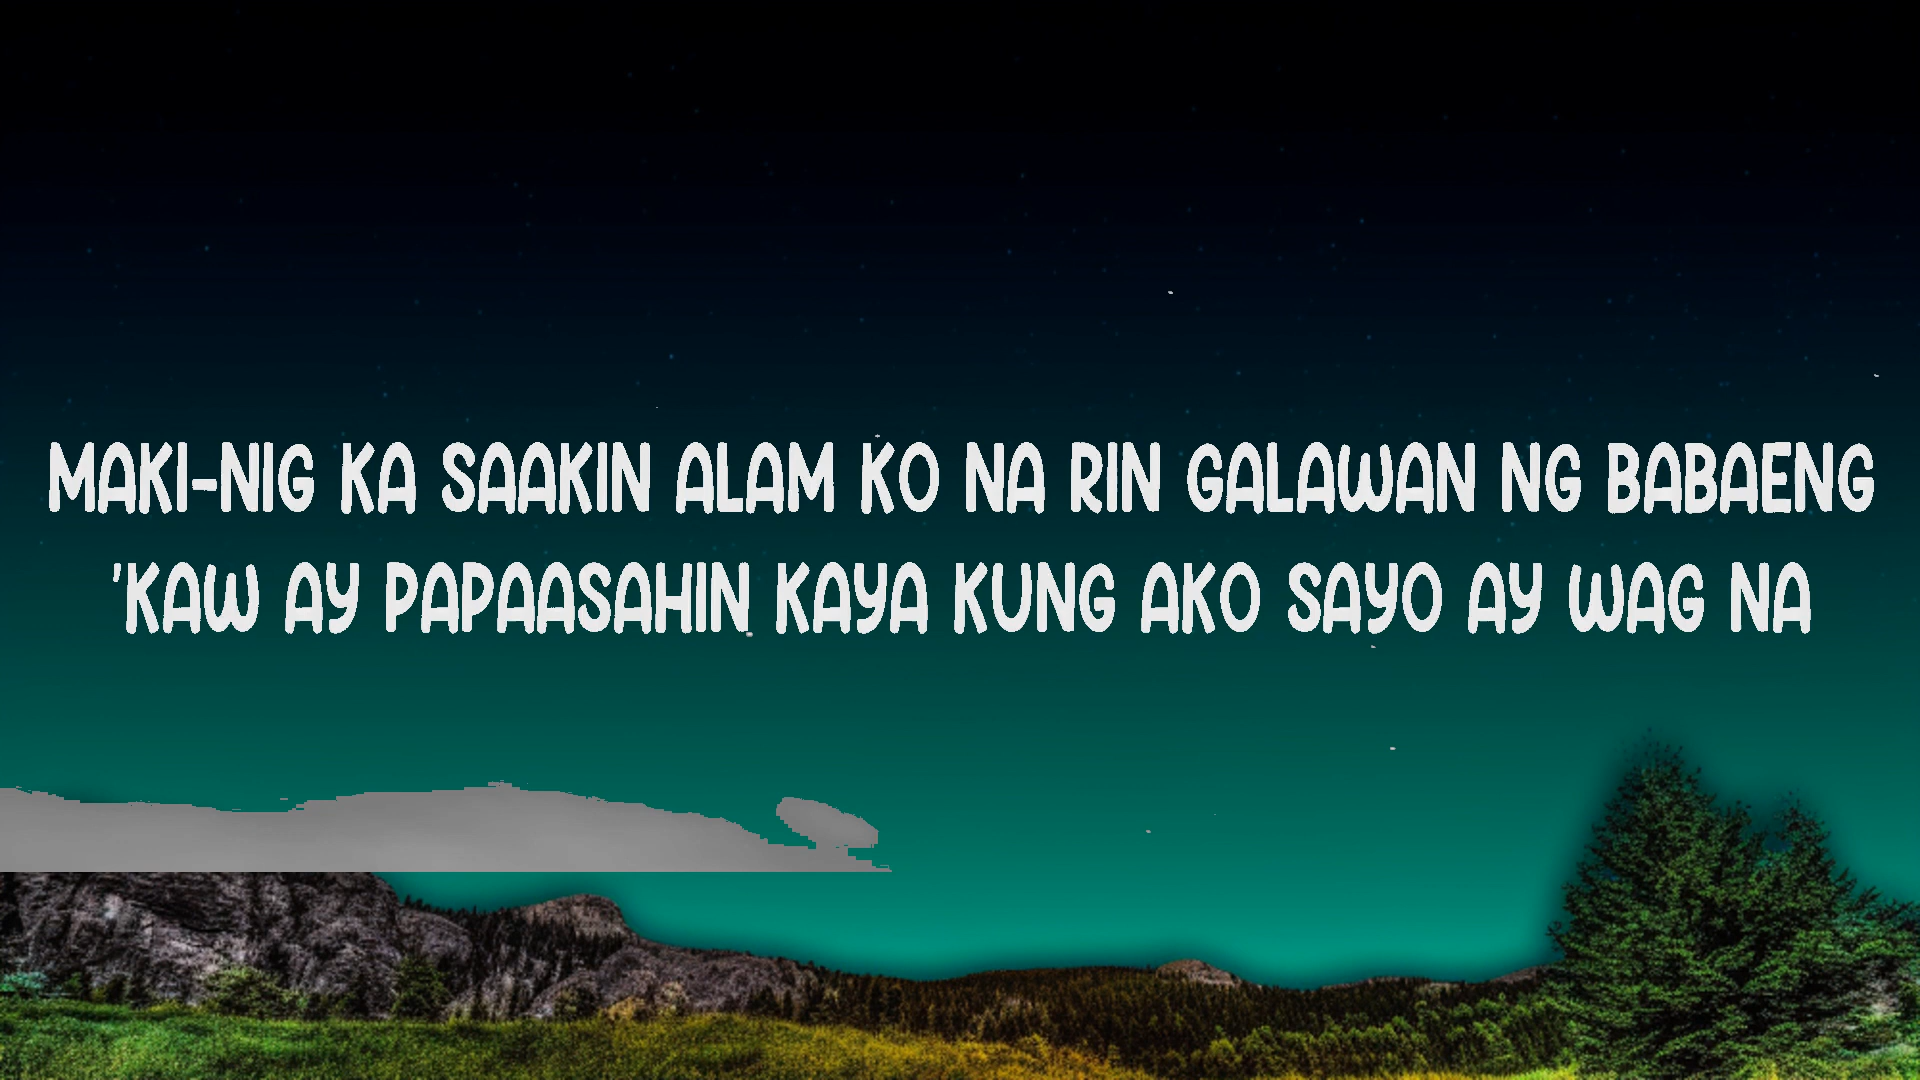 MAKI-NIG KA SAAKIN ALAM KO NA RIN GALAWAN NG BABAENG
'KAW AY PAPAASAHIN KAYA KUNG AKO SAYO AY WAG NA